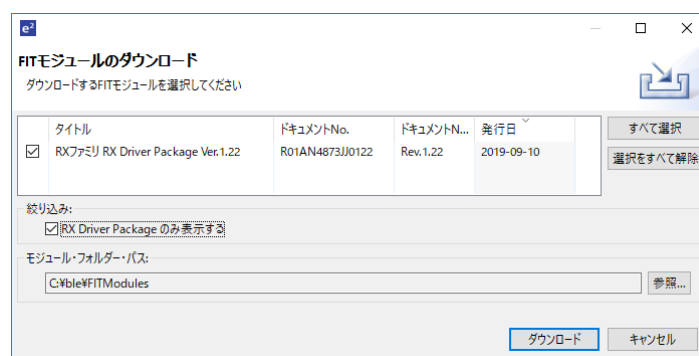 e²
FITモジュールのダウンロード
ダウンロードするFITモジュールを選択してください
タイトル ドキュメントNo. ドキュメントN... 発行日
RXファミリ RX Driver Package Ver.1.22 R01AN4873JJ0122 Rev.1.22 2019-09-10
すべて選択
選択をすべて解除
絞り込み:
RX Driver Package のみ表示する
モジュール・フォルダー・パス:
C:¥ble¥FITModules
参照...
ダウンロード キャンセル